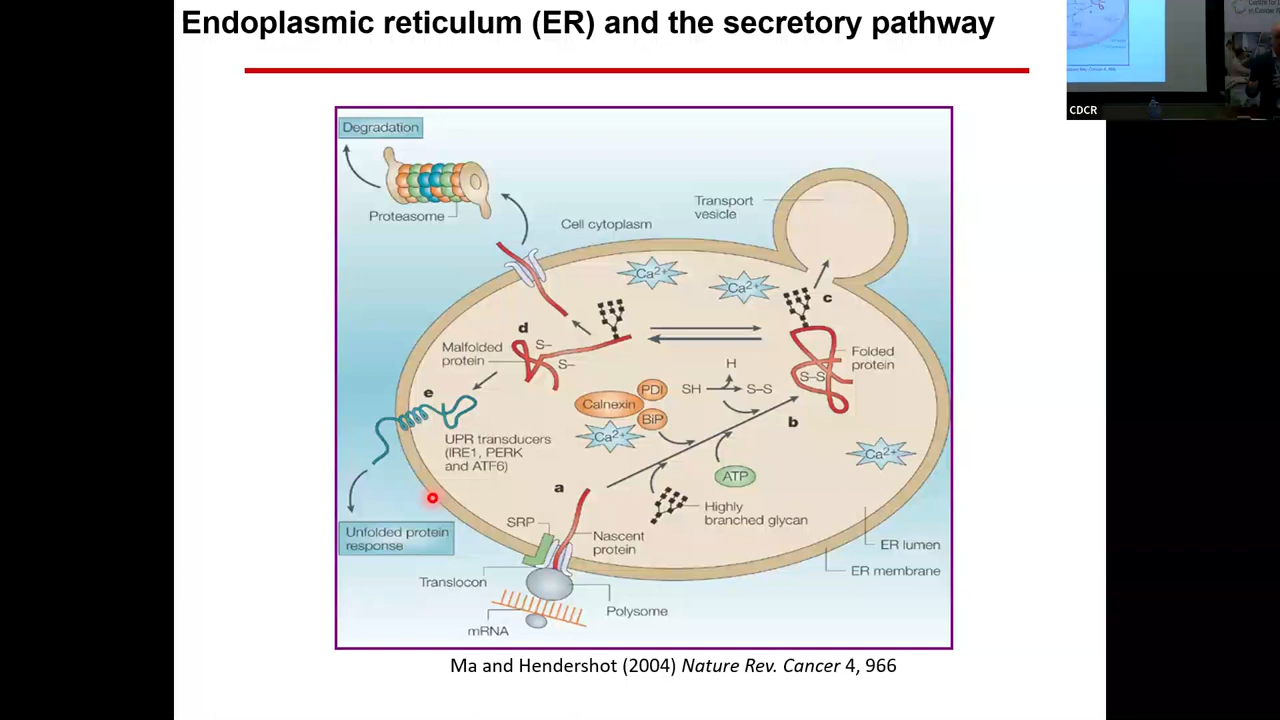 Endoplasmic reticulum (ER) and the secretory pathway
CDCR
Degradation
Proteasome
Cell cytoplasm
Transport
vesicle
Ca2+
Ca2+
c
d
S–
S–
Malfolded
protein
Folded
protein
S–S
H
SH
S–S
PDI
Calnexin
BiP
Ca2+
b
e
UPR transducers
(IRE1, PERK
and ATF6)
Ca2+
ATP
a
Highly
branched glycan
SRP
Nascent
protein
Unfolded protein
response
ER lumen
ER membrane
Translocon
Polysome
mRNA
Ma and Hendershot (2004) Nature Rev. Cancer 4, 966